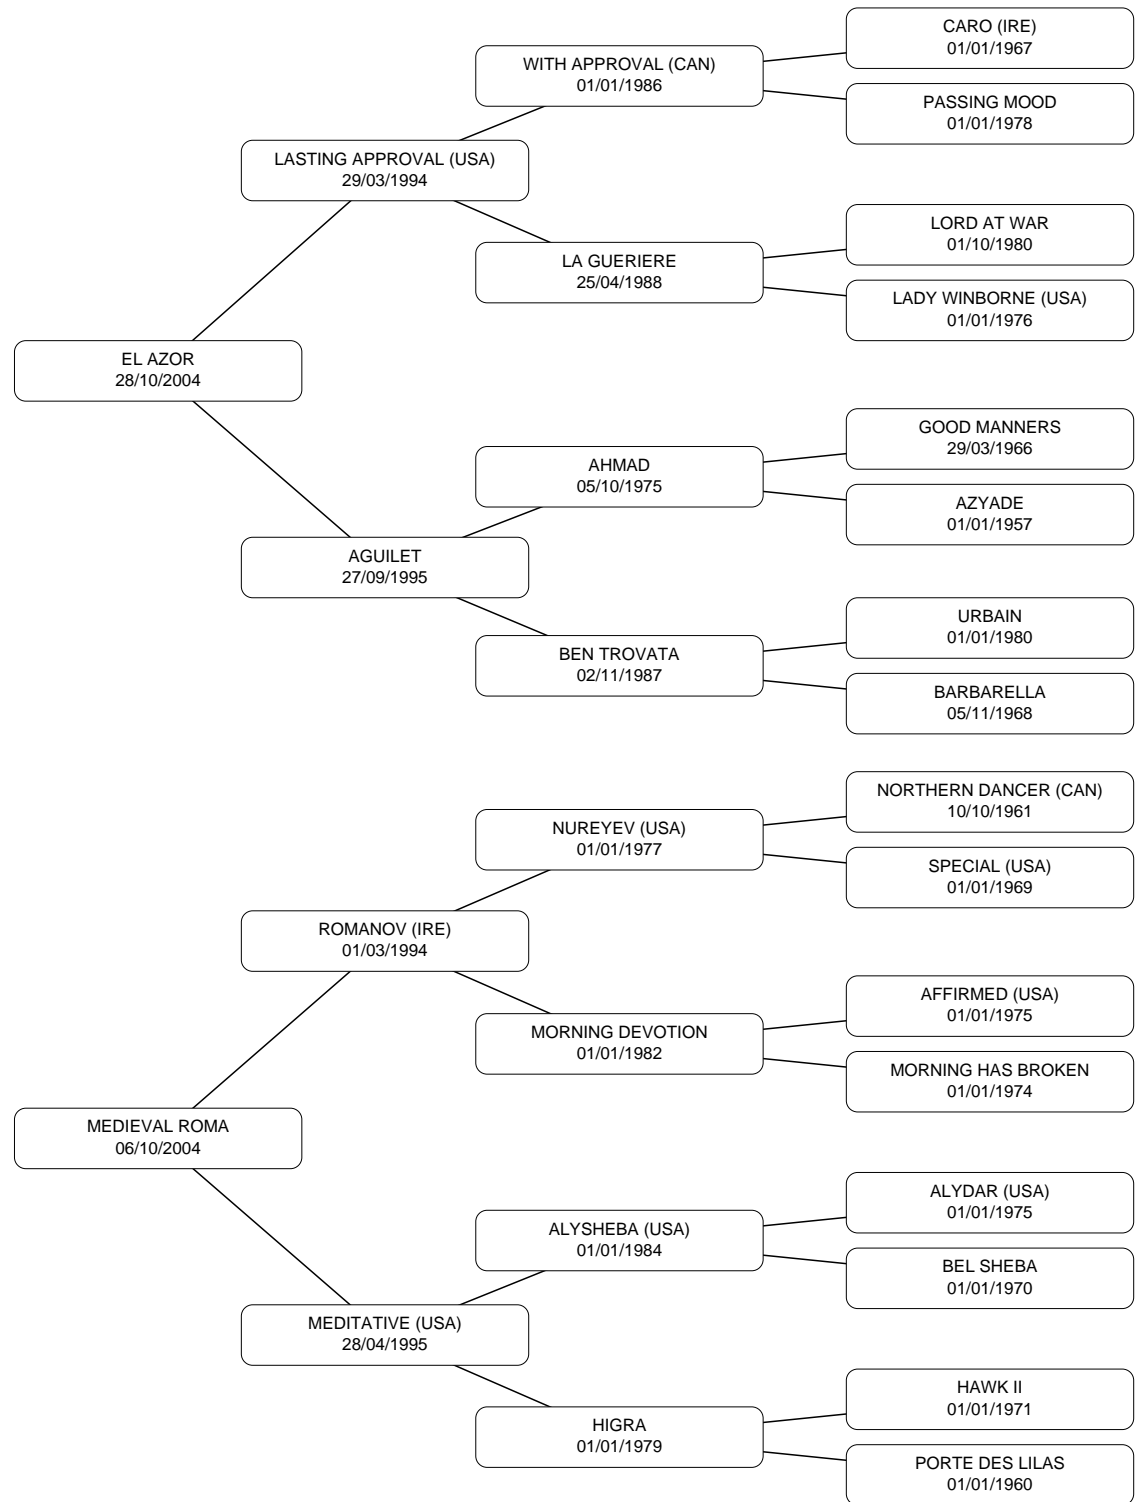 CARO (IRE)
01/01/1967
WITH APPROVAL (CAN)
01/01/1986
PASSING MOOD
01/01/1978
LASTING APPROVAL (USA)
29/03/1994
LORD AT WAR
01/10/1980
LA GUERIERE
25/04/1988
LADY WINBORNE (USA)
01/01/1976
EL AZOR
28/10/2004
GOOD MANNERS
29/03/1966
AHMAD
05/10/1975
AZYADE
01/01/1957
AGUILET
27/09/1995
URBAIN
01/01/1980
BEN TROVATA
02/11/1987
BARBARELLA
05/11/1968
NORTHERN DANCER (CAN)
10/10/1961
NUREYEV (USA)
01/01/1977
SPECIAL (USA)
01/01/1969
ROMANOV (IRE)
01/03/1994
AFFIRMED (USA)
01/01/1975
MORNING DEVOTION
01/01/1982
MORNING HAS BROKEN
01/01/1974
MEDIEVAL ROMA
06/10/2004
ALYDAR (USA)
01/01/1975
ALYSHEBA (USA)
01/01/1984
BEL SHEBA
01/01/1970
MEDITATIVE (USA)
28/04/1995
HAWK II
01/01/1971
HIGRA
01/01/1979
PORTE DES LILAS
01/01/1960